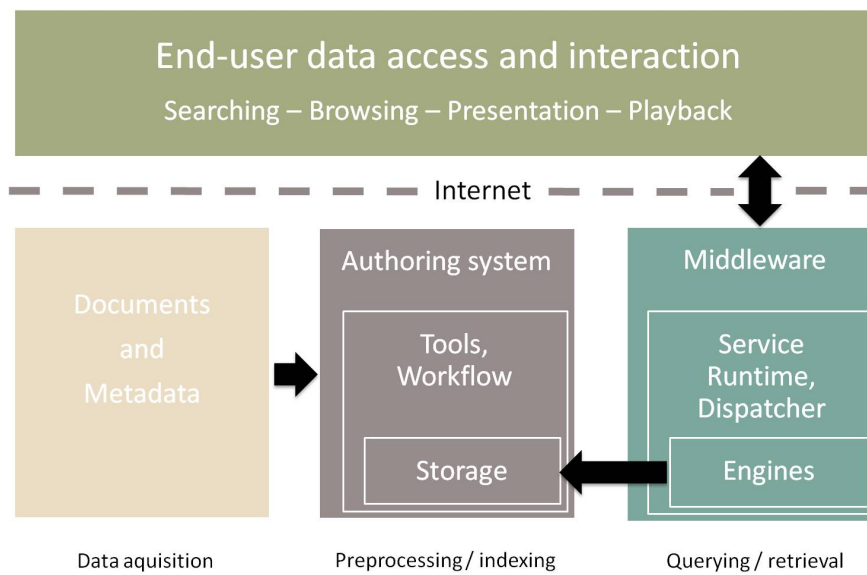 End-user data access and interaction
Searching – Browsing – Presentation – Playback
Internet
Documents
and
Metadata
Authoring system
Tools,
Workflow
Storage
Middleware
Service
Runtime,
Dispatcher
Engines
Data aquisition
Preprocessing / indexing
Querying / retrieval